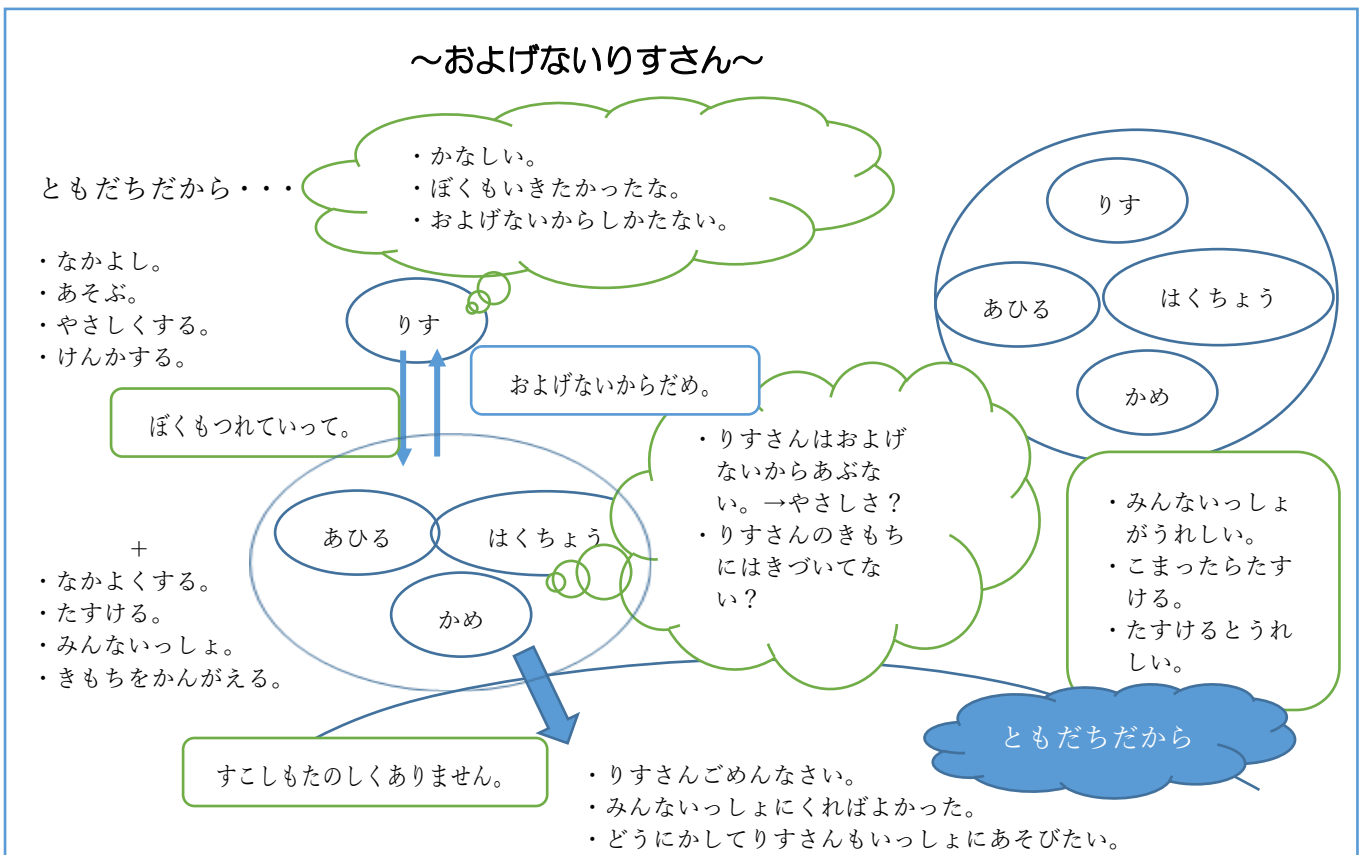 ～およげないりすさん～
・かなしい。
・ぼくもいきたかったな。
・およげないからしかたない。
ともだちだから・・・
・なかよし。
・あそぶ。
・やさしくする。
・けんかする。
りす
およげないからだめ。
ぼくもつれていって。
あひる
はくちょう
かめ
・りすさんはおよげ
ないからあぶな
い。→やさしさ？
・りすさんのきもち
にはきづいてな
い？
りす
あひる
はくちょう
かめ
・みんないっしょ
がうれしい。
・こまったらたす
ける。
・たすけるとうれ
しい。
＋
・なかよくする。
・たすける。
・みんないっしょ。
・きもちをかんがえる。
ともだちだから
すこしもたのしくありません。
・りすさんごめんなさい。
・みんないっしょにくればよかった。
・どうにかしてりすさんもいっしょにあそびたい。